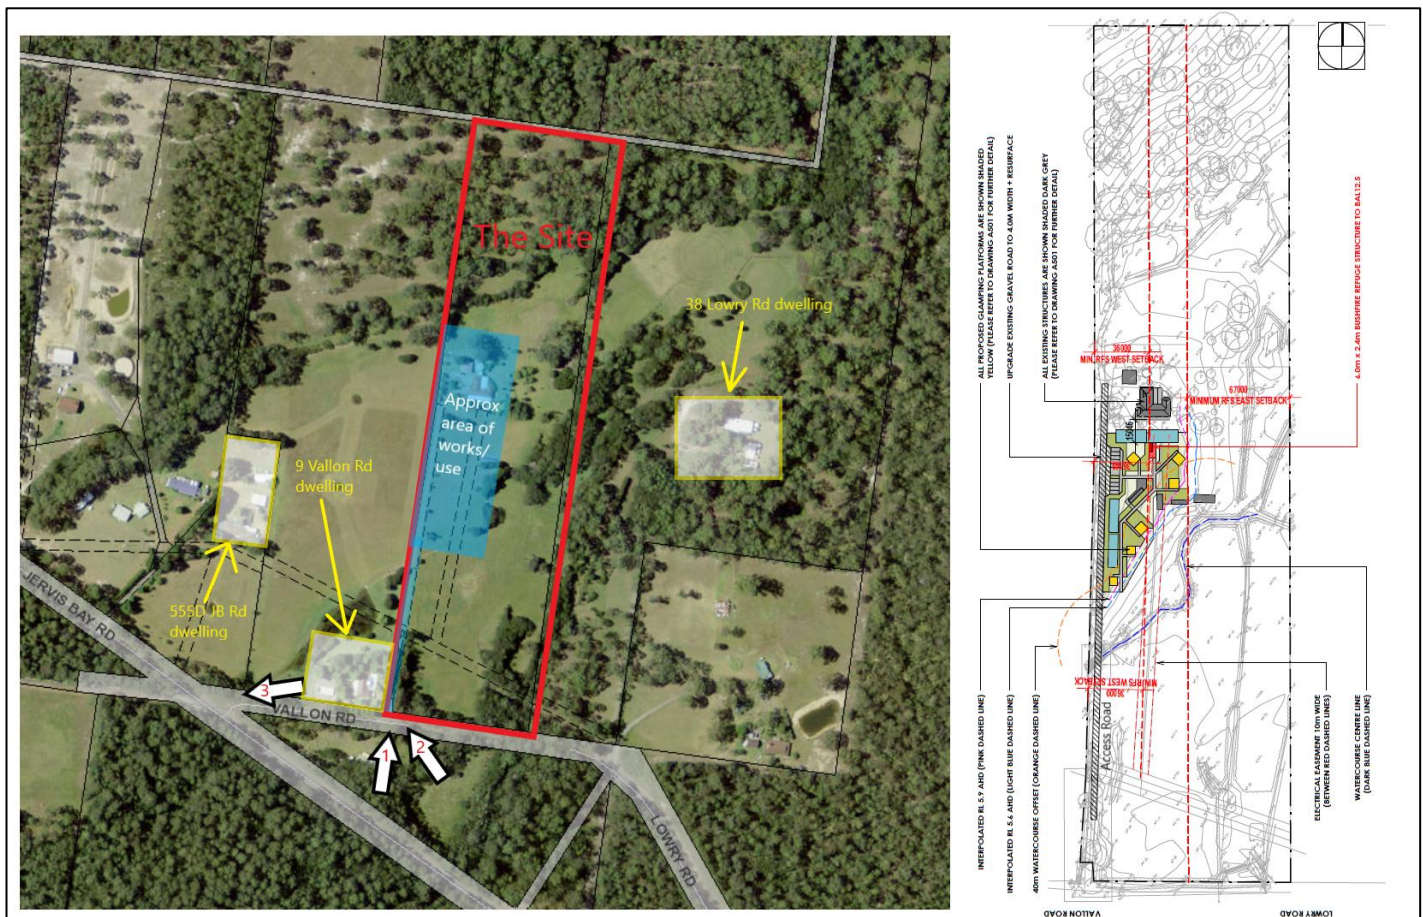 The Site
38 Lowry Rd dwelling
Approx
area of
works/
use
9 Vallon Rd
dwelling
555D JB Rd
dwelling
JERVIS BAY RD
3
VALLON RD
1
2
LOWRY RD
ALL PROPOSED GLAMPING PLATFORMS ARE SHOWN SHADED
YELLOW (PLEASE REFER TO DRAWING A501 FOR FURTHER DETAIL)
UPGRADE EXISTING GRAVEL ROAD TO 4.0M WIDTH + RESURFACE
ALL EXISTING STRUCTURES ARE SHOWN SHADED DARK GREY
(PLEASE REFER TO DRAWING A501 FOR FURTHER DETAIL)
6.0m x 2.4m BUSHFIRE REFUGE STRUCTURE TO BAL12.5
36000
MIN.RFS WEST SETBACK
67000
MINIMUM RFS EAST SETBACK
15046
36.000
MIN.RFS WEST SETBACK
Access Road
INTERPOLATED RL 5.9 AHD (PINK DASHED LINE)
INTERPOLATED RL 5.6 AHD (LIGHT BLUE DASHED LINE)
40m WATERCOURSE OFFSET (ORANGE DASHED LINE)
ELECTRICAL EASEMENT 10m WIDE
(BETWEEN RED DASHED LINES)
WATERCOURSE CENTRE LINE
(DARK BLUE DASHED LINE)
VALLON ROAD
LOWRY ROAD